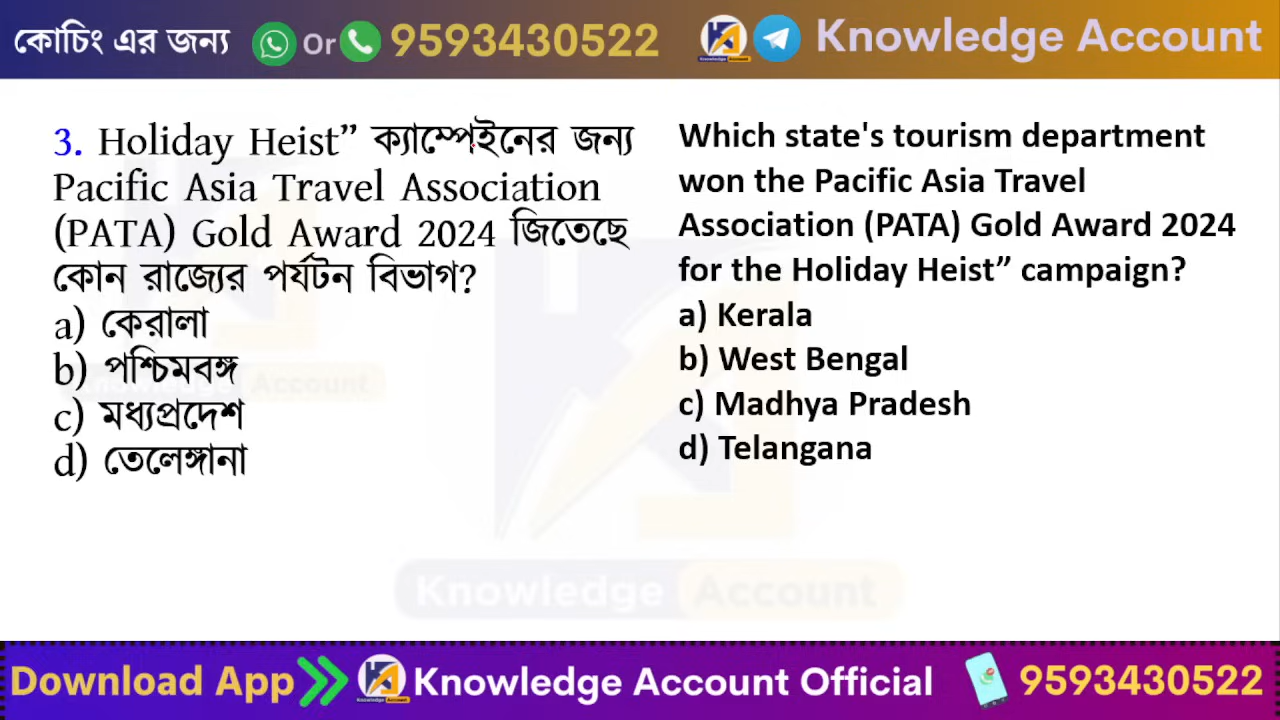 কোচিং এর জন্য Or 9593430522 Knowledge Account
3. Holiday Heist” ক্যাম্পেইনের জন্য
Pacific Asia Travel Association
(PATA) Gold Award 2024 জিতেছে
কোন রাজ্যের পর্যটন বিভাগ?
a) কেরালা
b) পশ্চিমবঙ্গ
c) মধ্যপ্রদেশ
d) তেলেঙ্গানা
Which state's tourism department
won the Pacific Asia Travel
Association (PATA) Gold Award 2024
for the Holiday Heist” campaign?
a) Kerala
b) West Bengal
c) Madhya Pradesh
d) Telangana
Knowledge Account
Download App Knowledge Account Official 9593430522